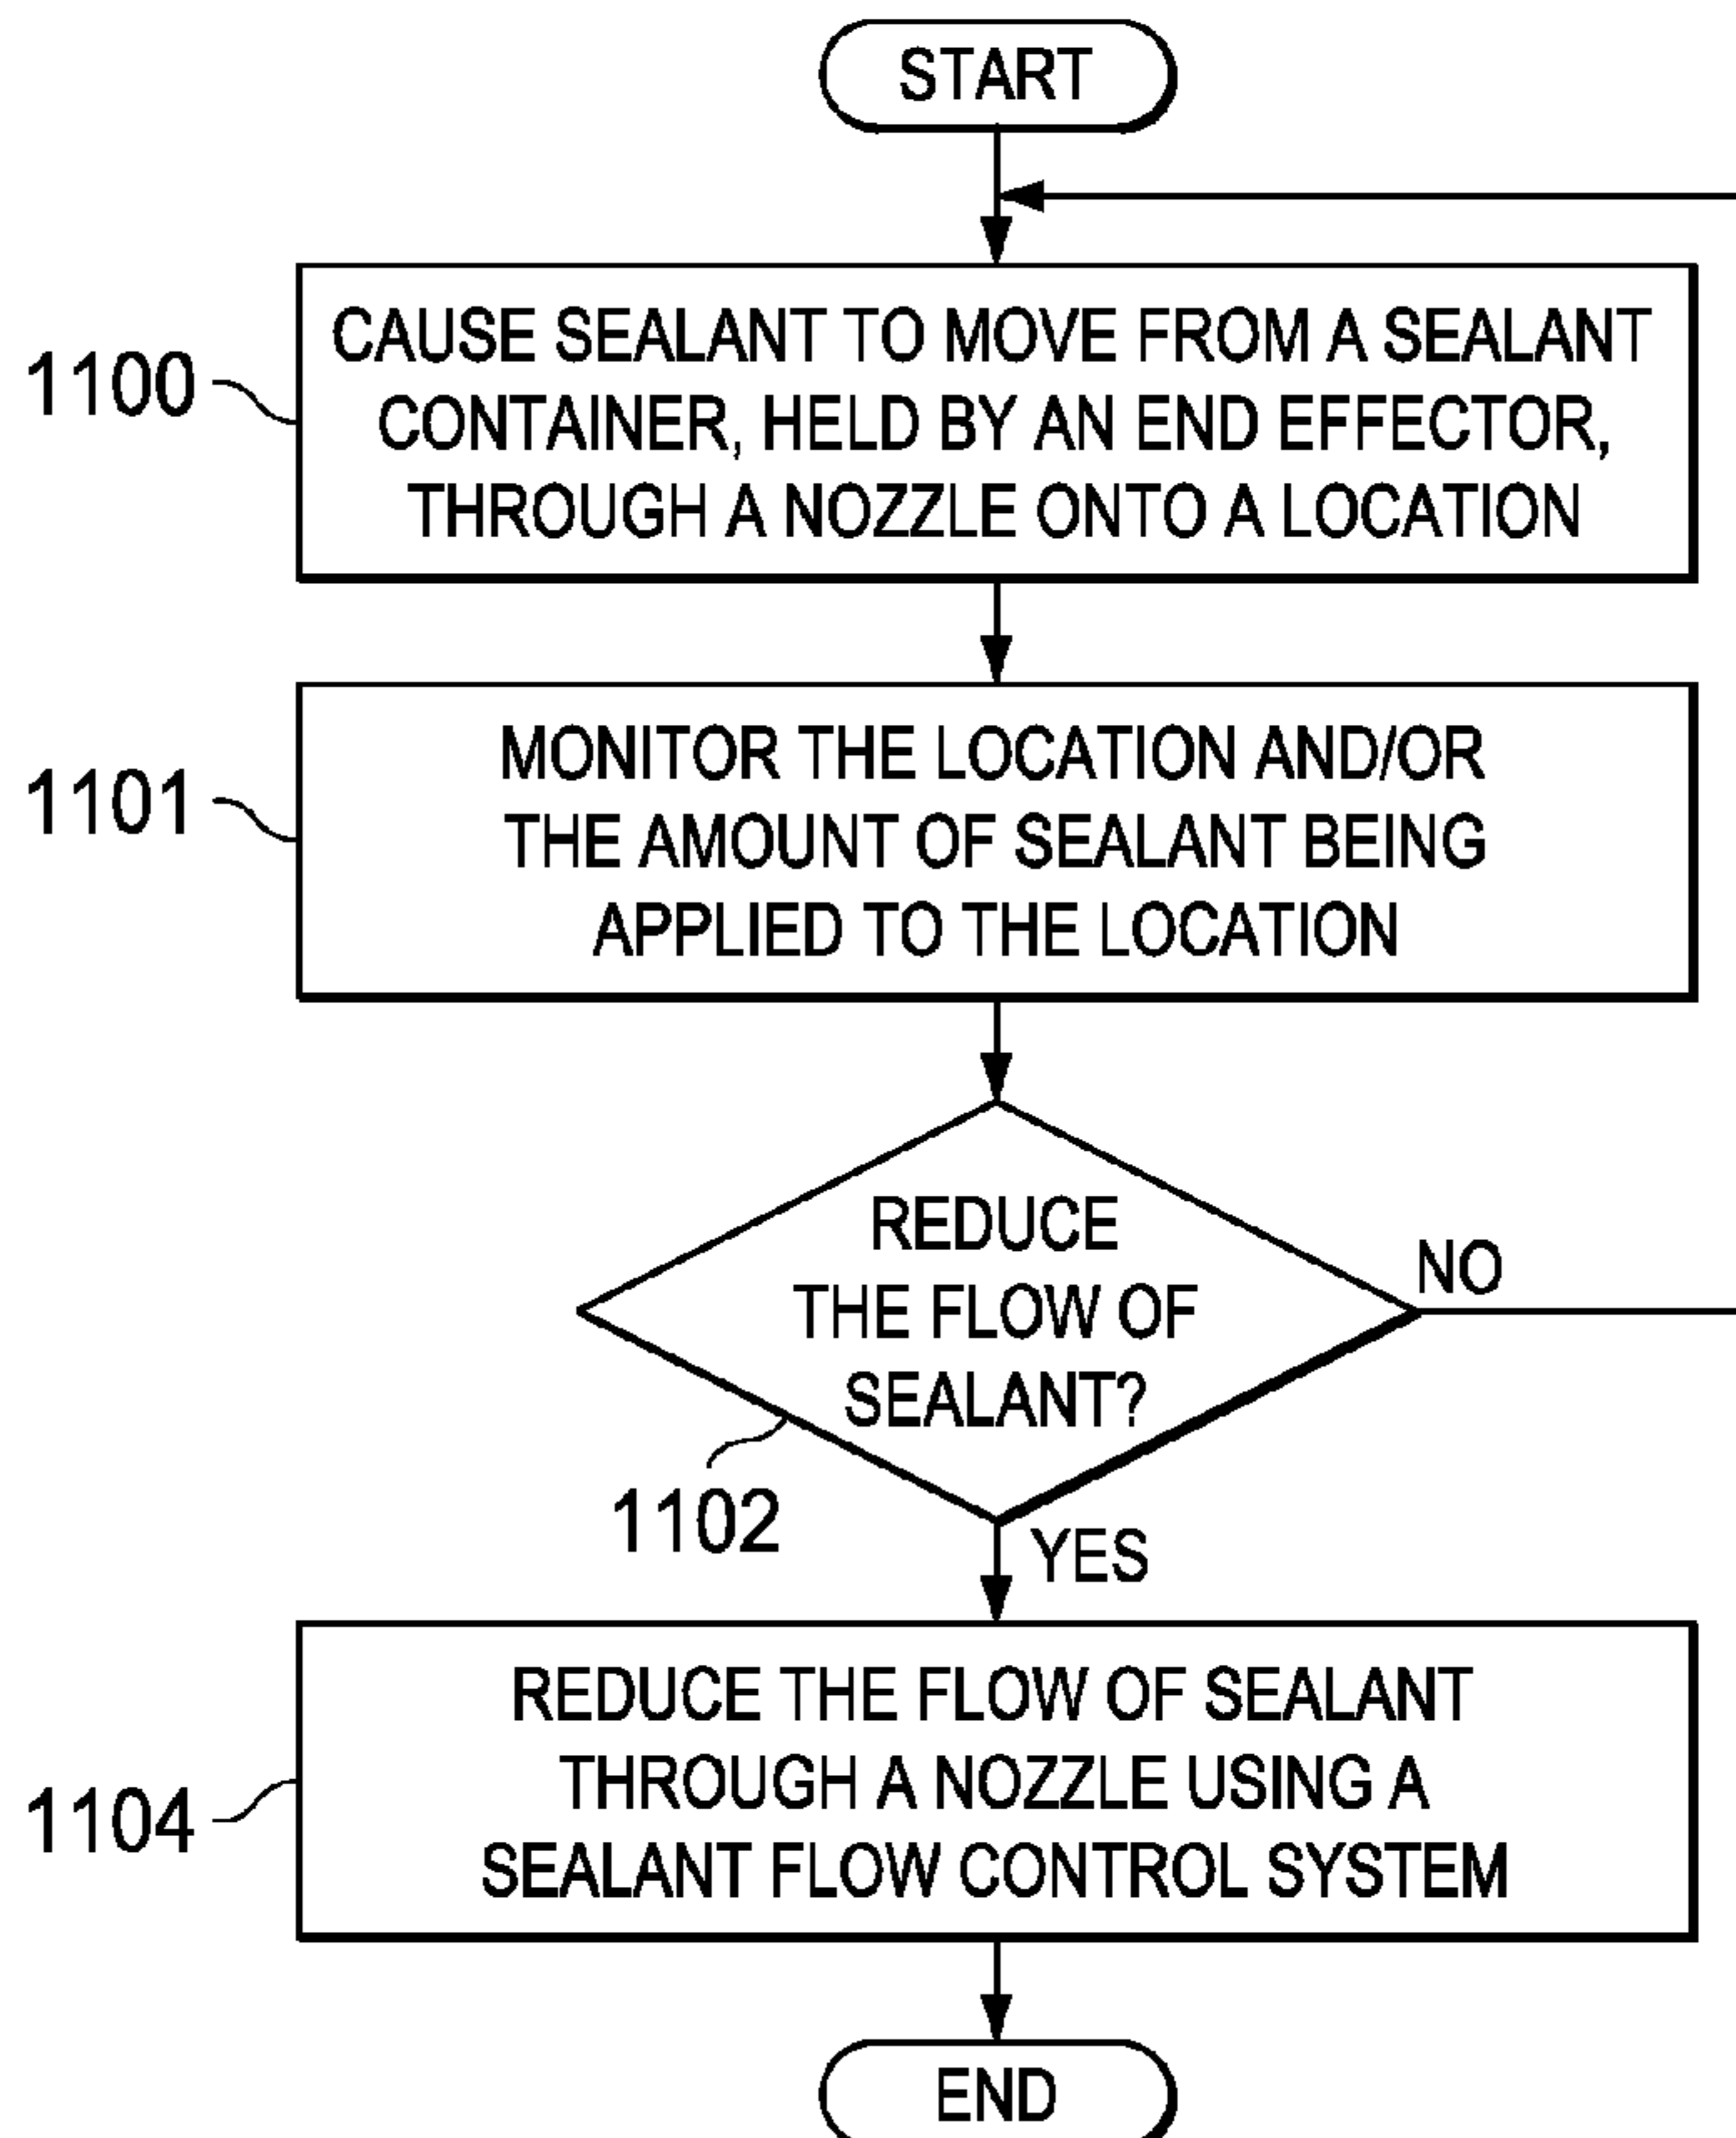 START
1100
CAUSE SEALANT TO MOVE FROM A SEALANT
CONTAINER, HELD BY AN END EFFECTOR,
THROUGH A NOZZLE ONTO A LOCATION
1101
MONITOR THE LOCATION AND/OR
THE AMOUNT OF SEALANT BEING
APPLIED TO THE LOCATION
REDUCE
THE FLOW OF
SEALANT?
NO
1102
YES
1104
REDUCE THE FLOW OF SEALANT
THROUGH A NOZZLE USING A
SEALANT FLOW CONTROL SYSTEM
END